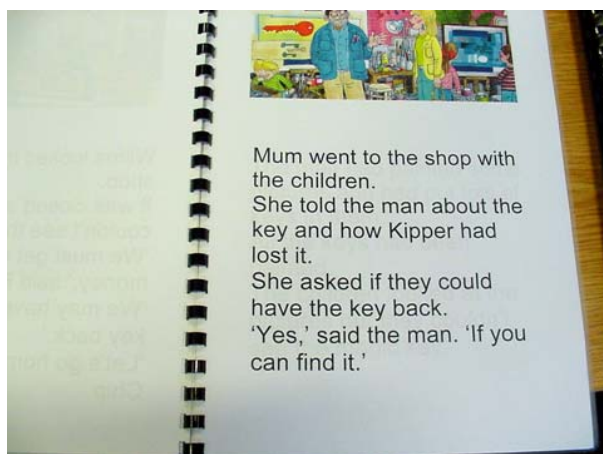 Mum went to the shop with
the children.
She told the man about the
key and how Kipper had
lost it.
She asked if they could
have the key back.
‘Yes,’ said the man. ‘If you
can find it.’